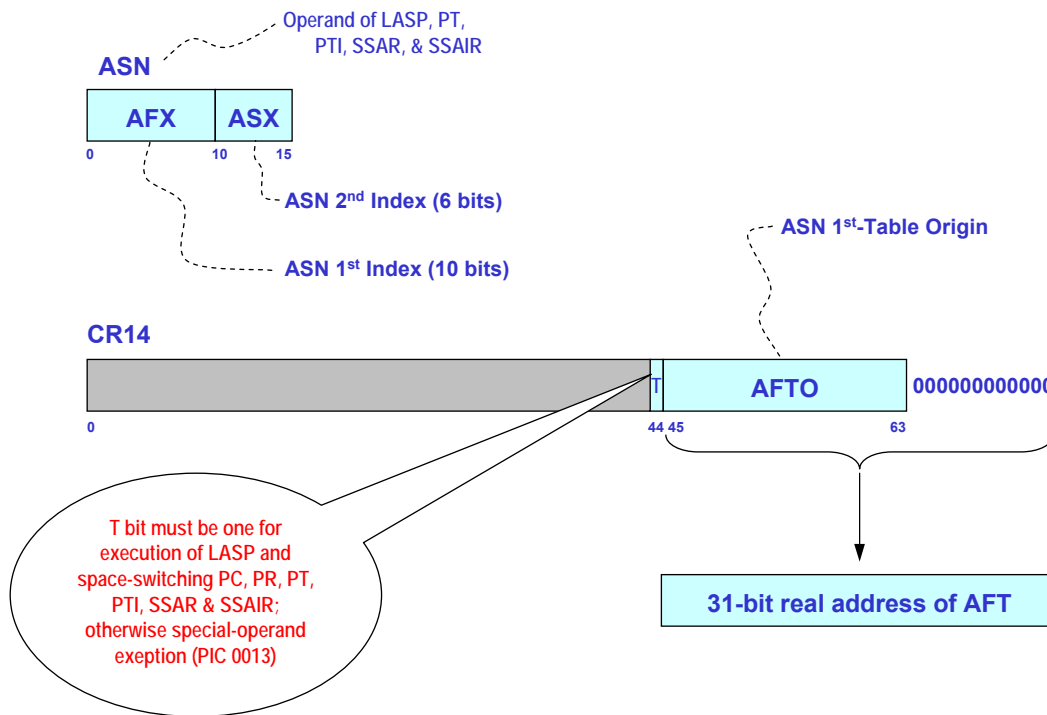 Operand of LASP, PT,
PTI, SSAR, & SSAIR
ASN
AFX ASX
0 10 15
ASN 2nd Index (6 bits)
ASN 1st-Table Origin
ASN 1st Index (10 bits)
CR14
T AFTO 000000000000
0 44 45 63
T bit must be one for
execution of LASP and
space-switching PC, PR, PT,
PTI, SSAR & SSAIR;
otherwise special-operand
exeption (PIC 0013)
31-bit real address of AFT